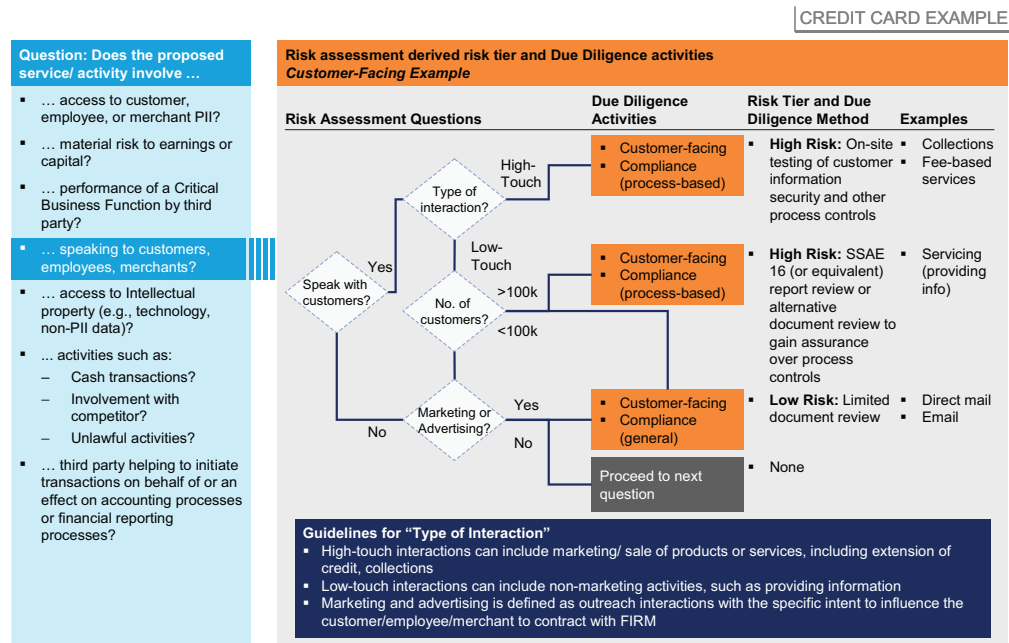 CREDIT CARD EXAMPLE
Question: Does the proposed
service/ activity involve …
▪ … access to customer,
employee, or merchant PII?
▪ … material risk to earnings or
capital?
▪ … performance of a Critical
Business Function by third
party?
▪ … speaking to customers,
employees, merchants?
▪ … access to Intellectual
property (e.g., technology,
non-PII data)?
▪ ... activities such as:
– Cash transactions?
– Involvement with
competitor?
– Unlawful activities?
▪ … third party helping to initiate
transactions on behalf of or an
effect on accounting processes
or financial reporting
processes?
Risk assessment derived risk tier and Due Diligence activities
Customer-Facing Example
Risk Assessment Questions
Due Diligence
Activities
Risk Tier and Due
Diligence Method
Examples
Speak with
customers?
Yes
No
Type of
interaction?
High-
Touch
Low-
Touch
No. of
customers?
>100k
<100k
Marketing or
Advertising?
Yes
No
▪ Customer-facing
▪ Compliance
(process-based)
▪ High Risk: On-site
testing of customer
information
security and other
process controls
▪ Collections
▪ Fee-based
services
▪ Customer-facing
▪ Compliance
(process-based)
▪ High Risk: SSAE
16 (or equivalent)
report review or
alternative
document review to
gain assurance
over process
controls
▪ Servicing
(providing
info)
▪ Customer-facing
▪ Compliance
(general)
▪ Low Risk: Limited
document review
▪ Direct mail
▪ Email
Proceed to next
question
▪ None
Guidelines for “Type of Interaction”
▪ High-touch interactions can include marketing/ sale of products or services, including extension of
credit, collections
▪ Low-touch interactions can include non-marketing activities, such as providing information
▪ Marketing and advertising is defined as outreach interactions with the specific intent to influence the
customer/employee/merchant to contract with FIRM